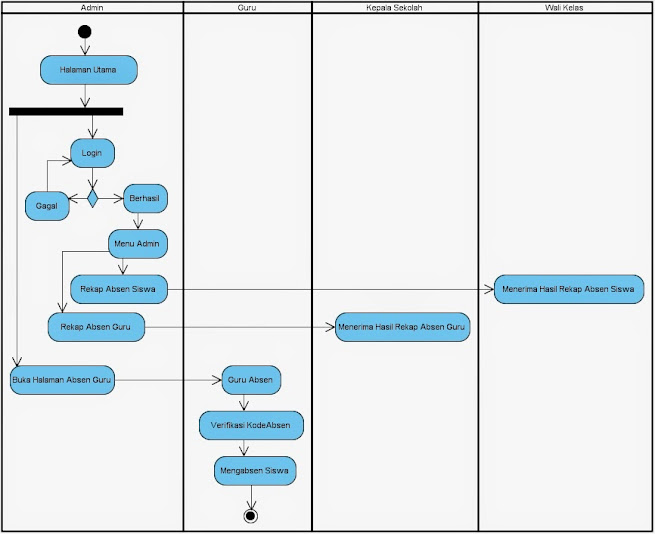 Admin
Guru
Kepala Sekolah
Wali Kelas
Halaman Utama
Login
Gagal
Berhasil
Menu Admin
Rekap Absen Siswa
Menerima Hasil Rekap Absen Siswa
Rekap Absen Guru
Menerima Hasil Rekap Absen Guru
Buka Halaman Absen Guru
Guru Absen
Verifikasi KodeAbsen
Mengabsen Siswa